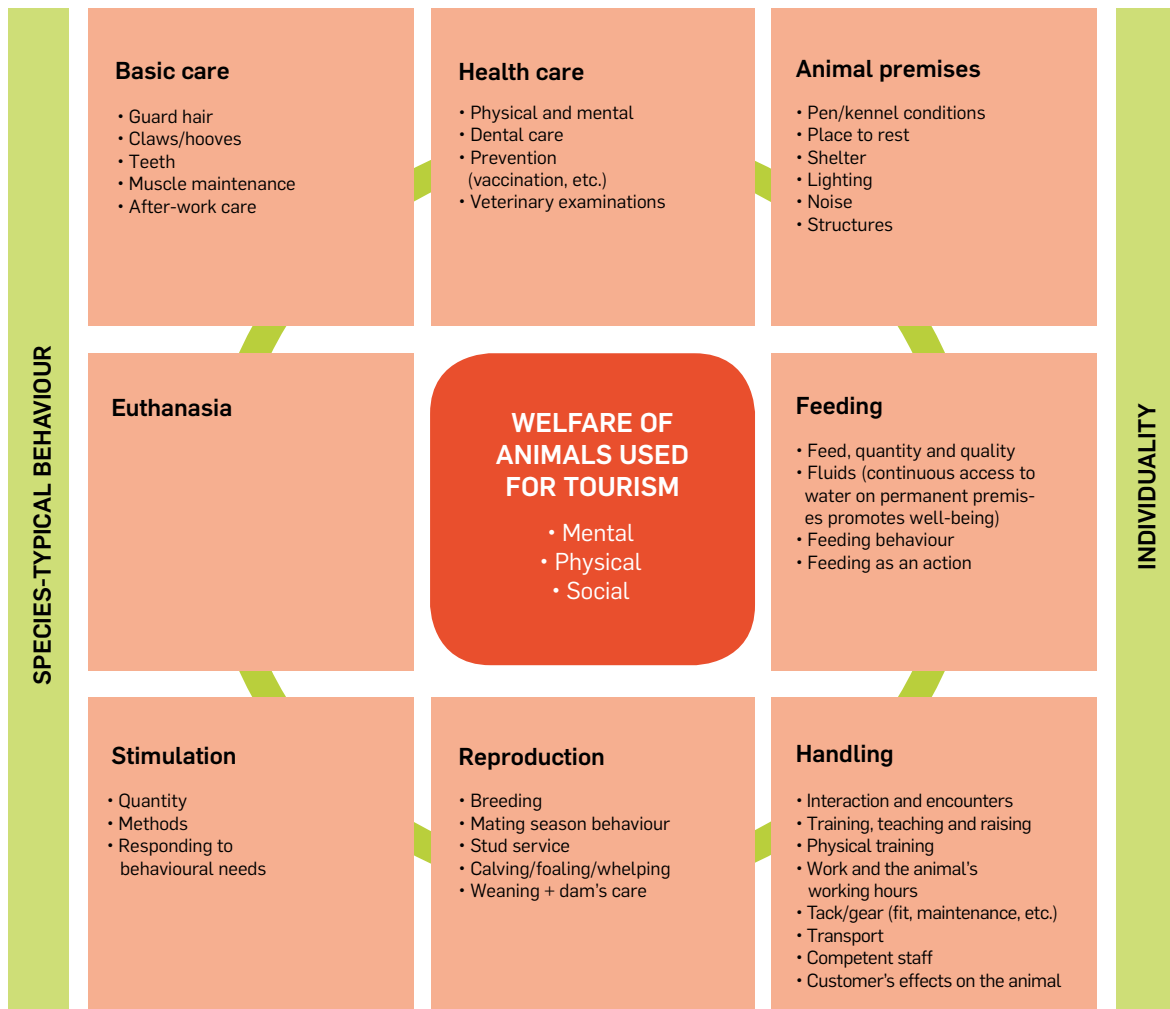 SPECIES-TYPICAL BEHAVIOUR
Basic care
• Guard hair
• Claws/hooves
• Teeth
• Muscle maintenance
• After-work care
Health care
• Physical and mental
• Dental care
• Prevention
(vaccination, etc.)
• Veterinary examinations
Animal premises
• Pen/kennel conditions
• Place to rest
• Shelter
• Lighting
• Noise
• Structures
Euthanasia
WELFARE OF
ANIMALS USED
FOR TOURISM
• Mental
• Physical
• Social
Feeding
• Feed, quantity and quality
• Fluids (continuous access to
water on permanent premis-
es promotes well-being)
• Feeding behaviour
• Feeding as an action
Stimulation
• Quantity
• Methods
• Responding to
behavioural needs
Reproduction
• Breeding
• Mating season behaviour
• Stud service
• Calving/foaling/whelping
• Weaning + dam's care
Handling
• Interaction and encounters
• Training, teaching and raising
• Physical training
• Work and the animal's
working hours
• Tack/gear (fit, maintenance, etc.)
• Transport
• Competent staff
• Customer's effects on the animal
INDIVIDUALITY